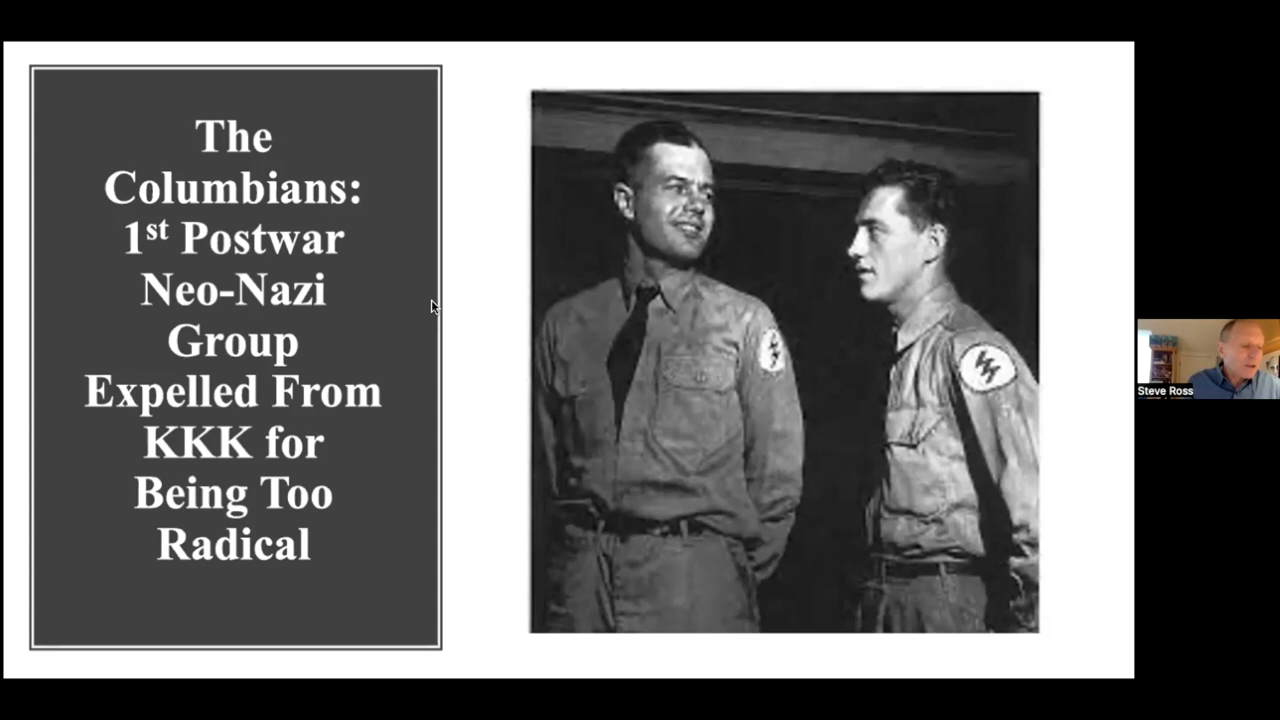 The
Columbians:
1st Postwar
Neo-Nazi
Group
Expelled From
KKK for
Being Too
Radical
Steve Ross